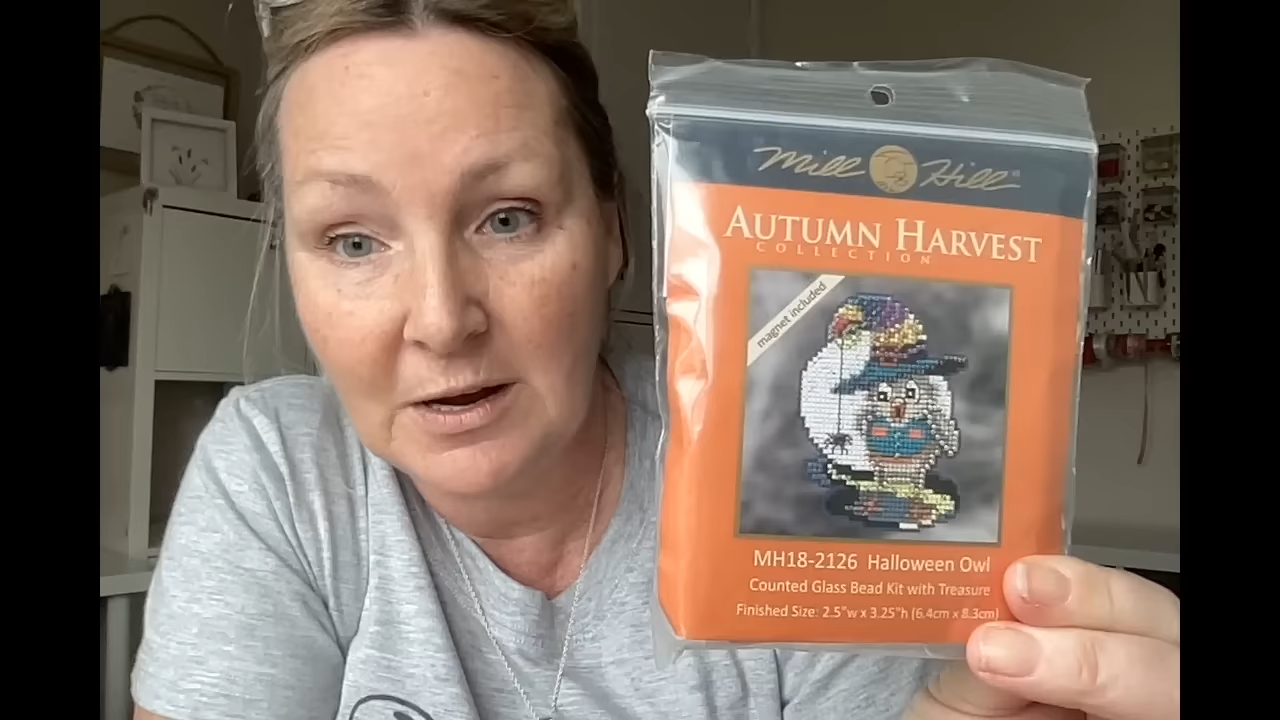 Mill Hill
AUTUMN HARVEST
COLLECTION
magnet included
MH18-2126 Halloween Owl
Counted Glass Bead Kit with Treasure
Finished Size: 2.5"w x 3.25"h (6.4cm x 8.3cm)